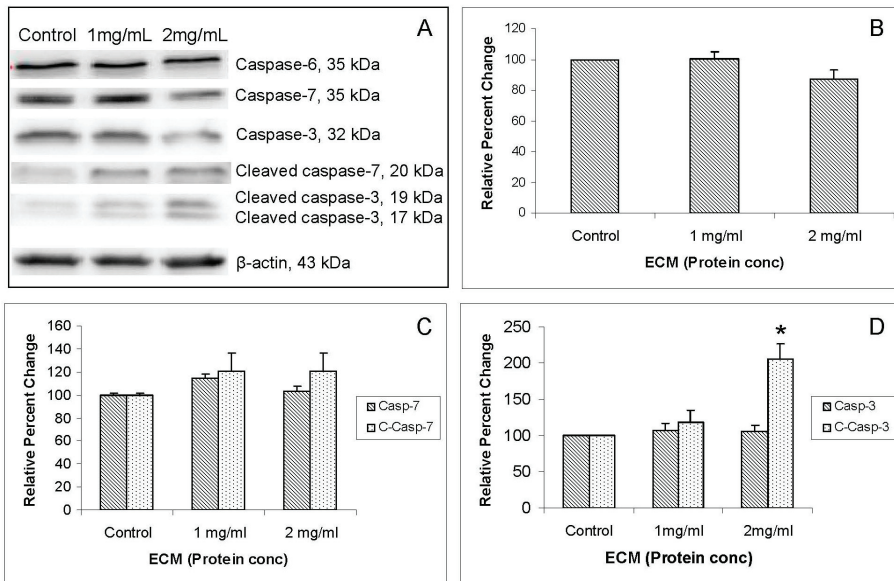 A
Control 1mg/mL 2mg/mL
Caspase-6, 35 kDa
Caspase-7, 35 kDa
Caspase-3, 32 kDa
Cleaved caspase-7, 20 kDa
Cleaved caspase-3, 19 kDa
Cleaved caspase-3, 17 kDa
β-actin, 43 kDa
B
Relative Percent Change
120
100
80
60
40
20
0
Control 1 mg/ml 2 mg/ml
ECM (Protein conc)
C
Relative Percent Change
160
140
120
100
80
60
40
20
0
Control 1 mg/ml 2 mg/ml
ECM (Protein conc)
Casp-7
C-Casp-7
D
Relative Percent Change
250
200
150
100
50
0
*
Control 1mg/ml 2mg/ml
ECM (Protein conc)
Casp-3
C-Casp-3